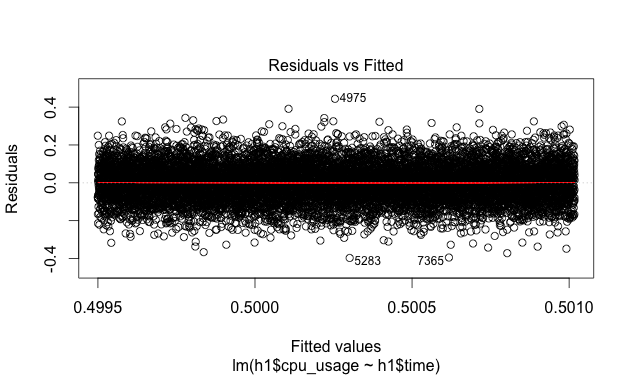 Residuals vs Fitted
4975
5283
7365
0.4
0.2
0.0
-0.4
Residuals
0.4995
0.5000
0.5005
0.5010
Fitted values
lm(h1$cpu_usage ~ h1$time)